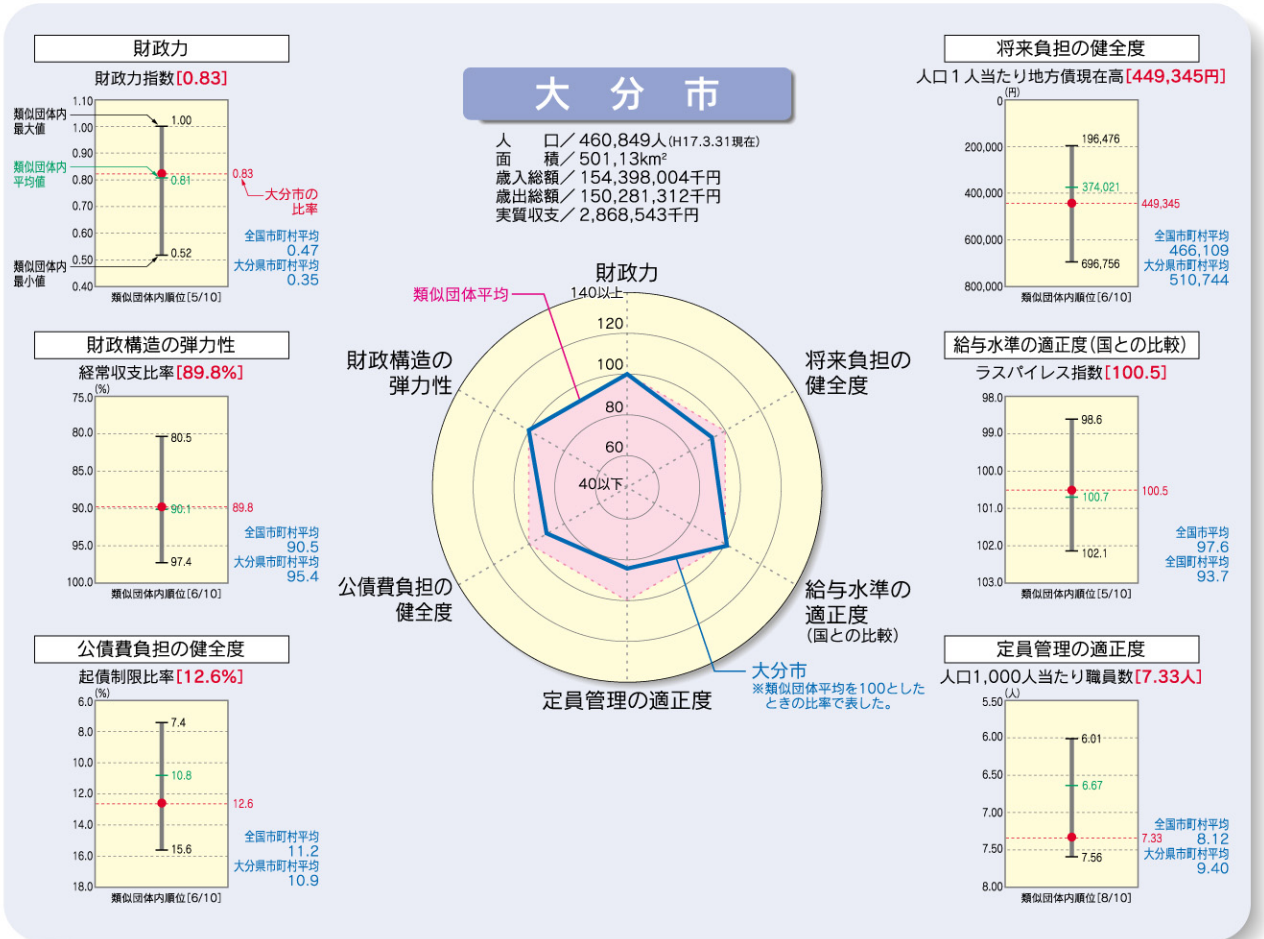 財政力
財政力指数[0.83]
1.10
1.00
0.90
0.80
0.70
0.60
0.50
0.40
類似団体内
最大値
1.00
類似団体内
平均値
0.81
0.83
大分市の
比率
類似団体内
最小値
0.52
全国市町村平均
0.47
大分県市町村平均
0.35
類似団体内順位[5/10]
財政構造の弾力性
経常収支比率[89.8%]
(%)
75.0
80.0
85.0
90.0
95.0
100.0
80.5
90.1
89.8
97.4
全国市町村平均
90.5
大分県市町村平均
95.4
類似団体内順位[6/10]
公債費負担の健全度
起債制限比率[12.6%]
(%)
6.0
8.0
10.0
12.0
14.0
16.0
18.0
7.4
10.8
12.6
15.6
全国市町村平均
11.2
大分県市町村平均
10.9
類似団体内順位[6/10]
大分市
人　口／460,849人(H17.3.31現在)
面　積／501,13km²
歳入総額／154,398,004千円
歳出総額／150,281,312千円
実質収支／2,868,543千円
財政力
類似団体平均
140以上
120
100
80
60
40以下
財政構造の
弾力性
将来負担の
健全度
公債費負担の
健全度
給与水準の
適正度
(国との比較)
定員管理の適正度
大分市
※類似団体平均を100とした
ときの比率で表した。
将来負担の健全度
人口1人当たり地方債現在高[449,345円]
(円)
0
200,000
400,000
600,000
800,000
196,476
374,021
449,345
696,756
全国市町村平均
466,109
大分県市町村平均
510,744
類似団体内順位[6/10]
給与水準の適正度(国との比較)
ラスパイレス指数[100.5]
98.0
99.0
100.0
101.0
102.0
103.0
98.6
100.7
100.5
102.1
全国市平均
97.6
全国町村平均
93.7
類似団体内順位[5/10]
定員管理の適正度
人口1,000人当たり職員数[7.33人]
(人)
5.50
6.00
6.50
7.00
7.50
8.00
6.01
6.67
7.33
7.56
全国市町村平均
8.12
大分県市町村平均
9.40
類似団体内順位[8/10]